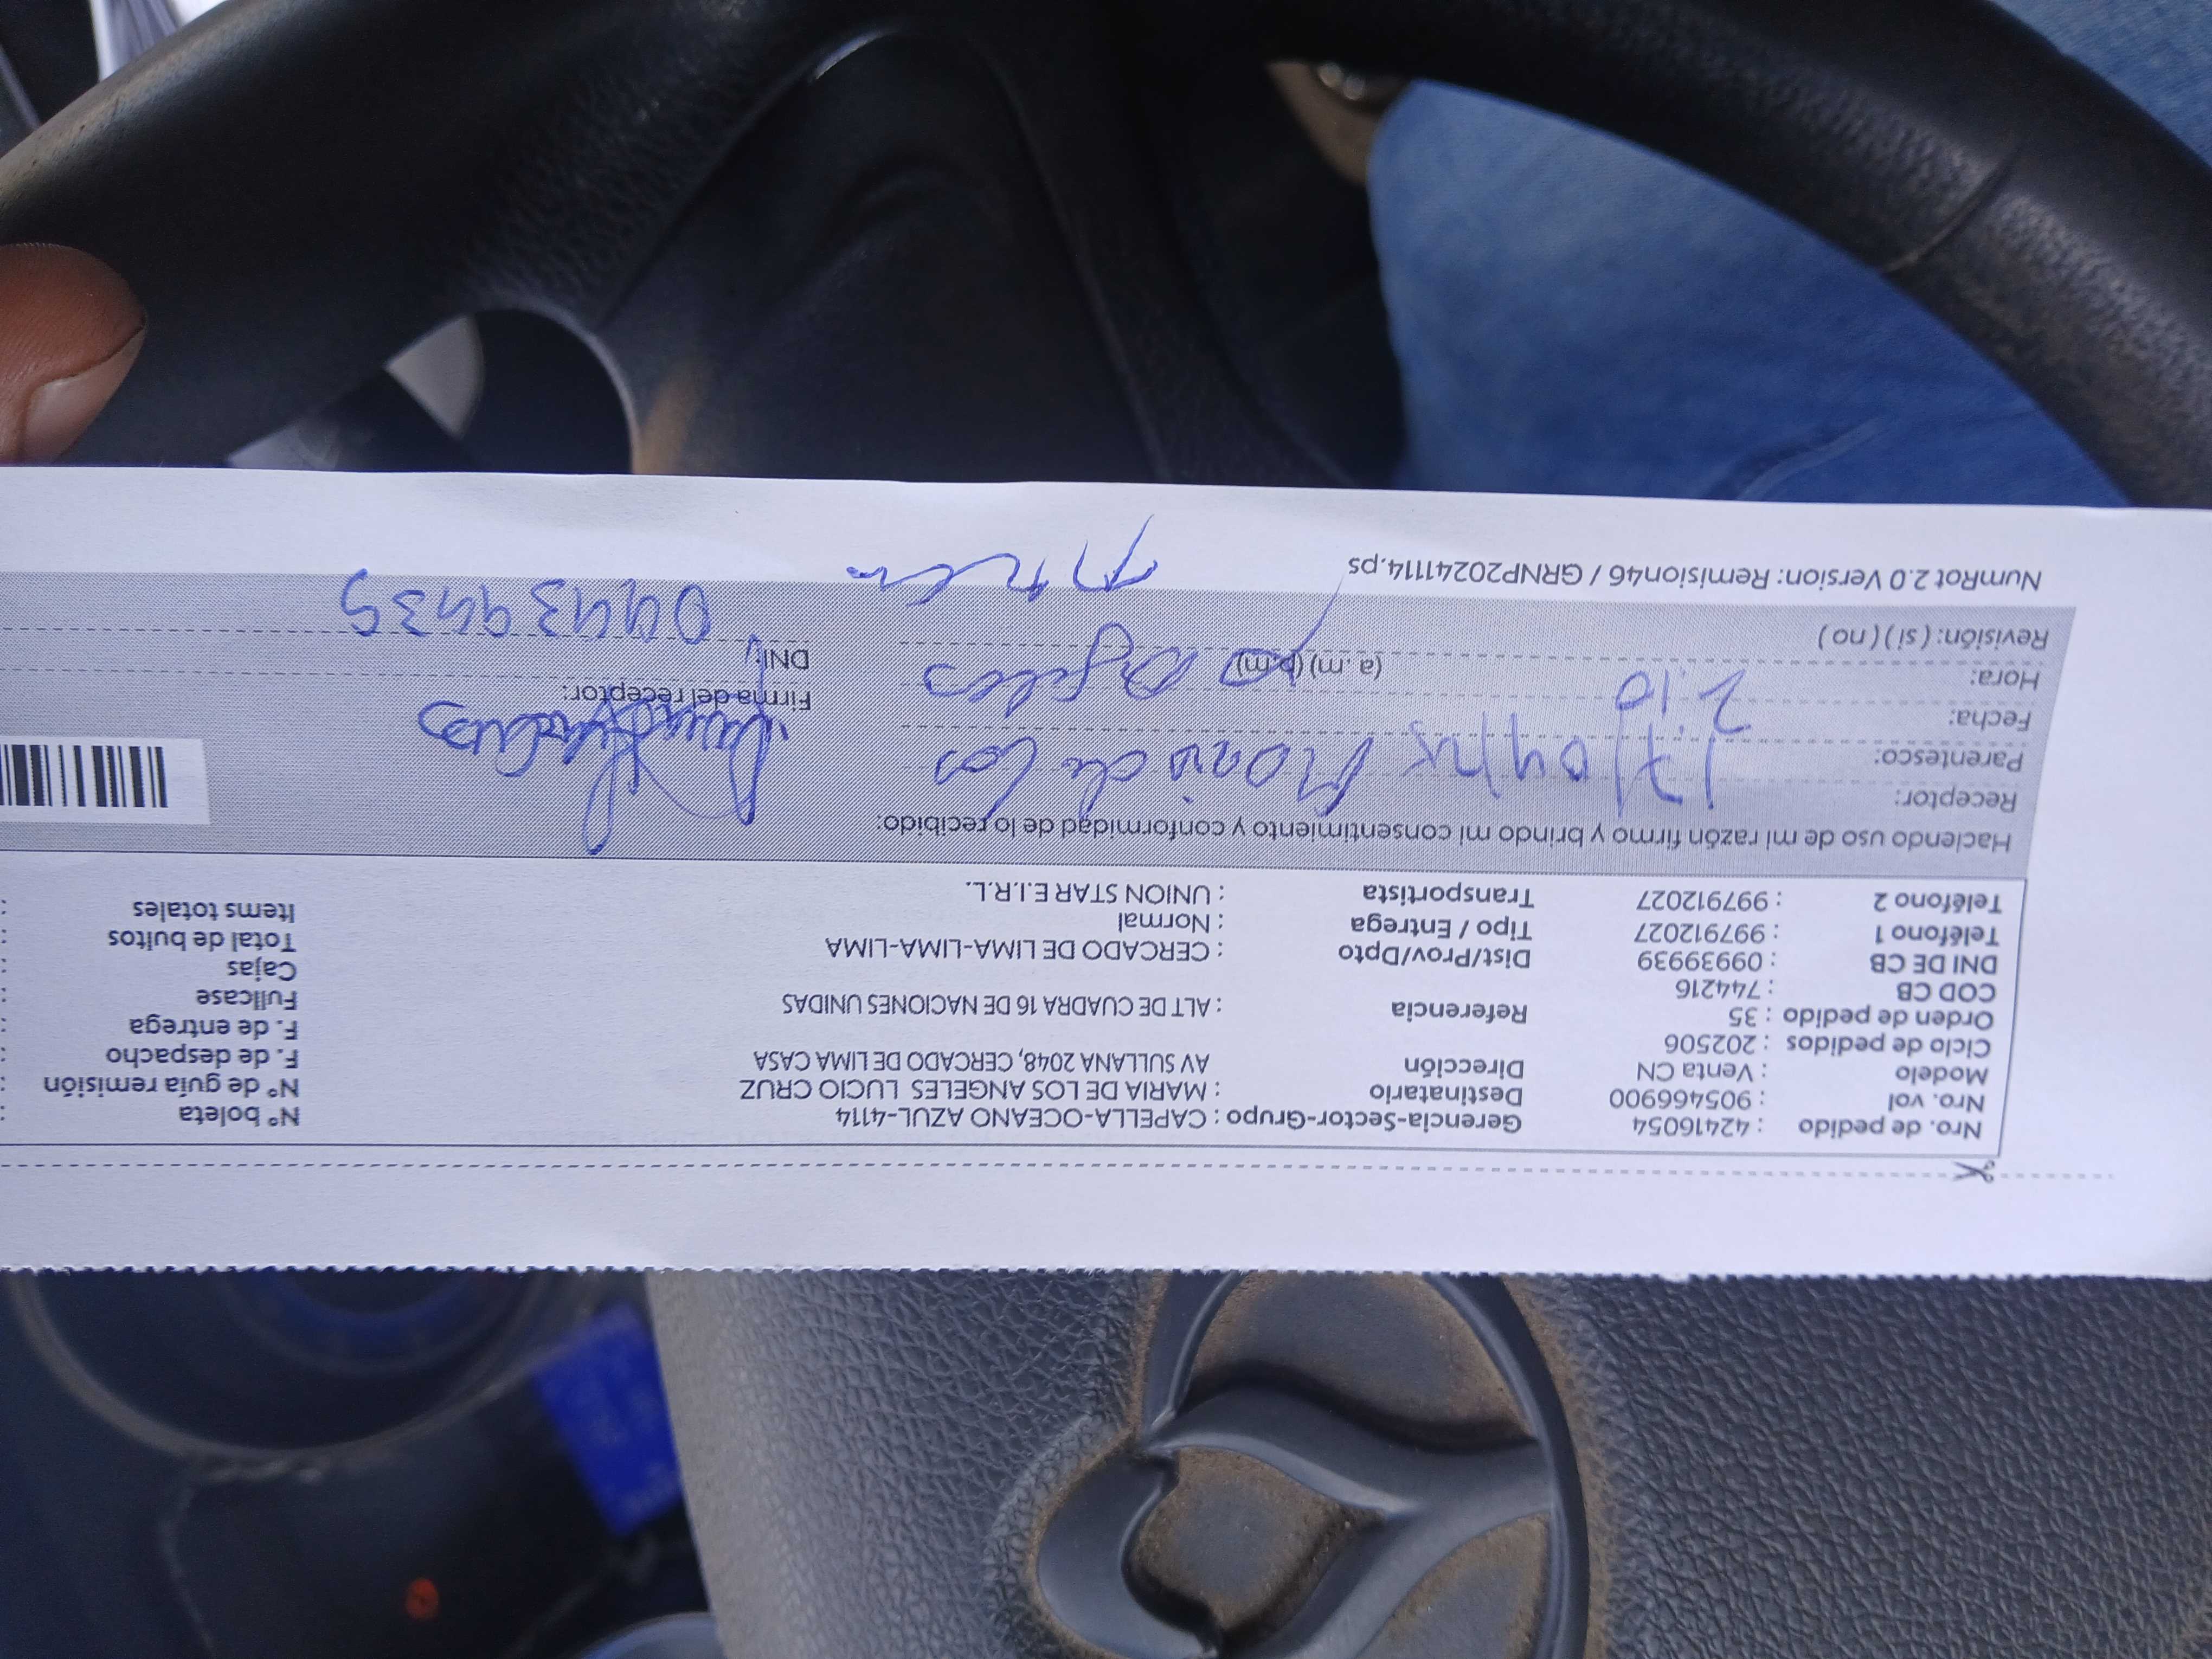 Nro. de pedido : 42416054 Gerencia-Sector-Grupo : CAPELLA-OCEANO AZUL-4114 N° boleta :
Nro. vol : 905466900 Destinatario : MARIA DE LOS ANGELES LUCIO CRUZ N° de guía remisión :
Modelo : Venta CN Dirección AV SULLANA 2048, CERCADO DE LIMA CASA F. de despacho :
Ciclo de pedidos : 202506 F. de entrega :
Orden de pedido : 35 Referencia : ALT DE CUADRA 16 DE NACIONES UNIDAS Fullcase :
COD CB : 744216 Cajas :
DNI DE CB : 09939939 Dist/Prov/Dpto : CERCADO DE LIMA-LIMA-LIMA Total de bultos :
Teléfono 1 : 997912027 Tipo / Entrega : Normal Items totales :
Teléfono 2 : 997912027 Transportista : UNION STAR E.I.R.L.
Haciendo uso de mi razón firmo y brindo mi consentimiento y conformidad de lo recibido:
Receptor:
Parentesco: 17/04/25 Maria de los
Fecha: Firma del receptor:
Hora: 2:10 (a. m) (p.m) Angeles DNI:
Revisión: ( si ) ( no )
NumRot 2.0 Version: Remision46 / GRNP20241114.ps